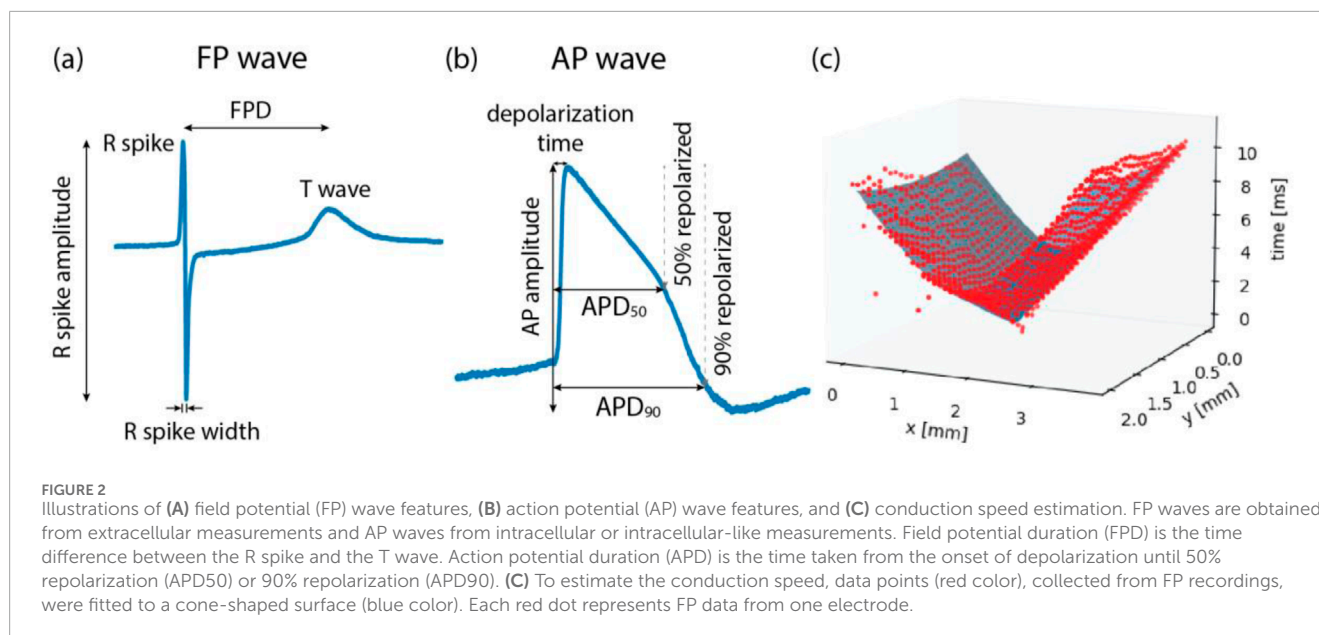 (a)
FP wave
FPD
R spike
T wave
R spike amplitude
R spike width
(b)
AP wave
depolarization
time
AP amplitude
50% repolarized
90% repolarized
APD50
APD90
(c)
10
8
6
4
2
0
time [ms]
0
1
2
3
x [mm]
2.0
1.5
1.0
0.5
0.0
y [mm]
FIGURE 2
Illustrations of (A) field potential (FP) wave features, (B) action potential (AP) wave features, and (C) conduction speed estimation. FP waves are obtained
from extracellular measurements and AP waves from intracellular or intracellular-like measurements. Field potential duration (FPD) is the time
difference between the R spike and the T wave. Action potential duration (APD) is the time taken from the onset of depolarization until 50%
repolarization (APD50) or 90% repolarization (APD90). (C) To estimate the conduction speed, data points (red color), collected from FP recordings,
were fitted to a cone-shaped surface (blue color). Each red dot represents FP data from one electrode.